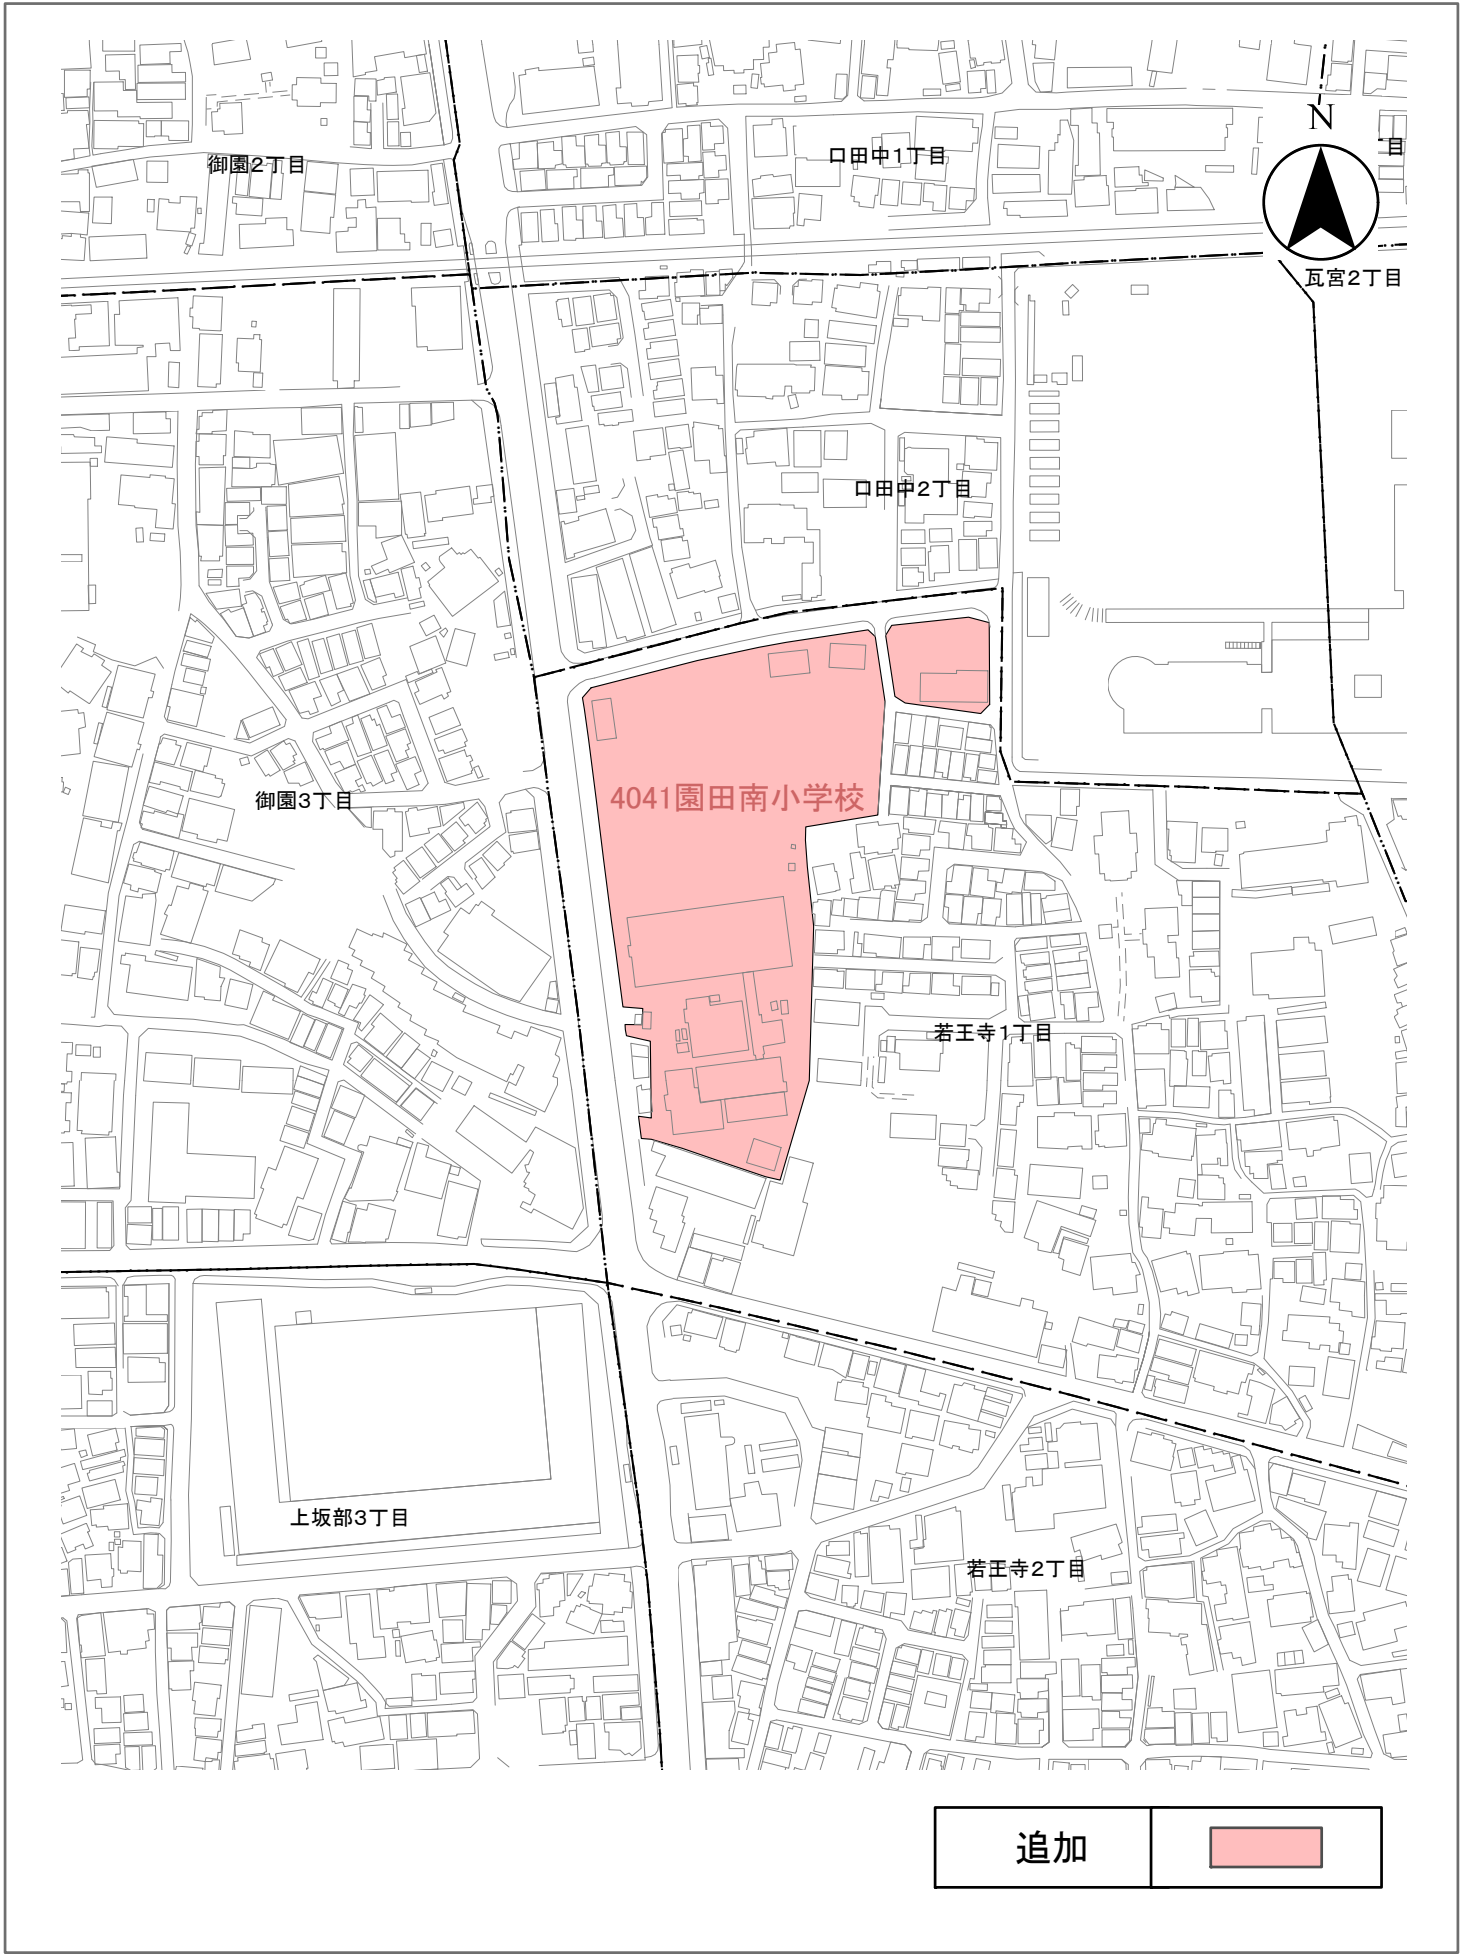 N
御園2丁目
口田中1丁目
目
瓦宮2丁目
口田中2丁目
4041園田南小学校
御園3丁目
若王寺1丁目
上坂部3丁目
若王寺2丁目
追加